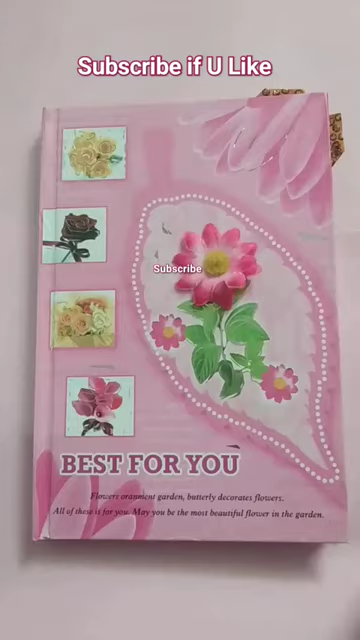 Subscribe if U Like
Subscribe
BEST FOR YOU
Flowers oranment garden, butterly decorates flowers.
All of these is for you. May you be the most beautiful flower in the garden.